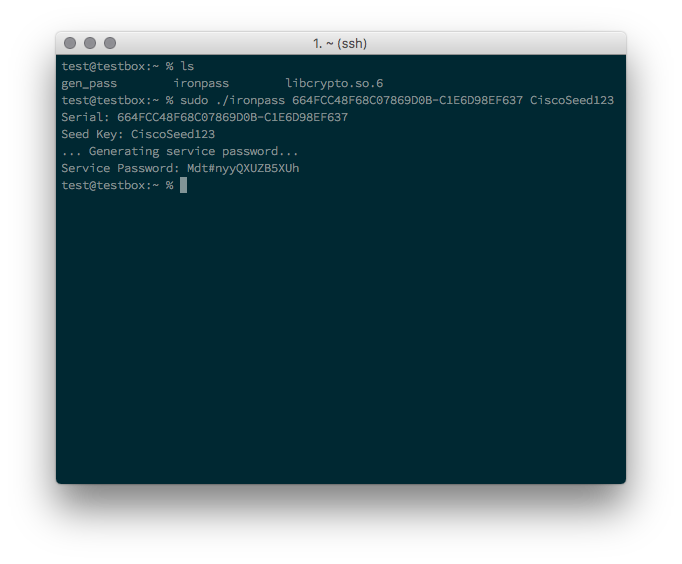 1. ~ (ssh)
test@testbox:~ % ls
gen_pass        ironpass        libcrypto.so.6
test@testbox:~ % sudo ./ironpass 664FCC48F68C07869D0B-C1E6D98EF637 CiscoSeed123
Serial: 664FCC48F68C07869D0B-C1E6D98EF637
Seed Key: CiscoSeed123
... Generating service password...
Service Password: Mdt#nyyQXUZB5XUh
test@testbox:~ %